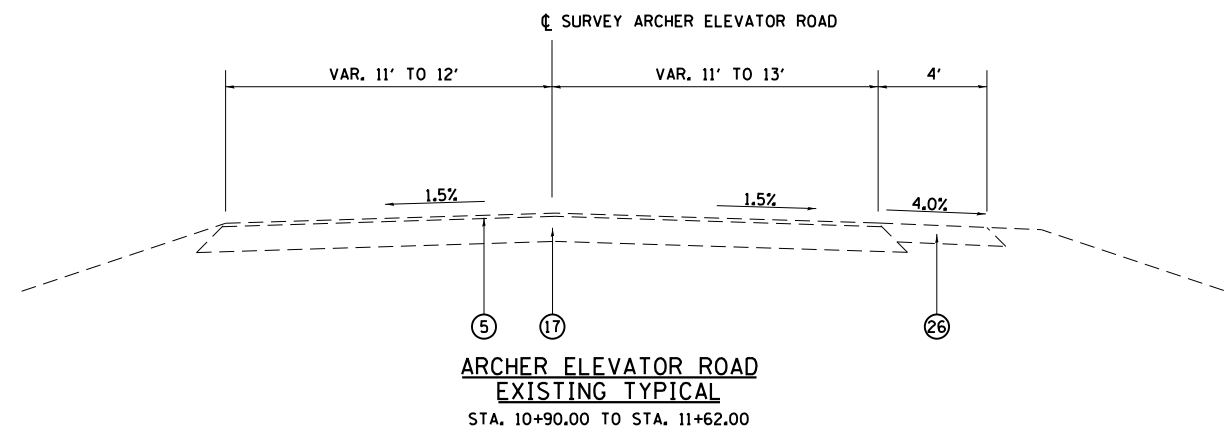 ℄ SURVEY ARCHER ELEVATOR ROAD
VAR. 11' TO 12'
VAR. 11' TO 13'
4'
1.5%
1.5%
4.0%
5
17
26
ARCHER ELEVATOR ROAD
EXISTING TYPICAL
STA. 10+90.00 TO STA. 11+62.00